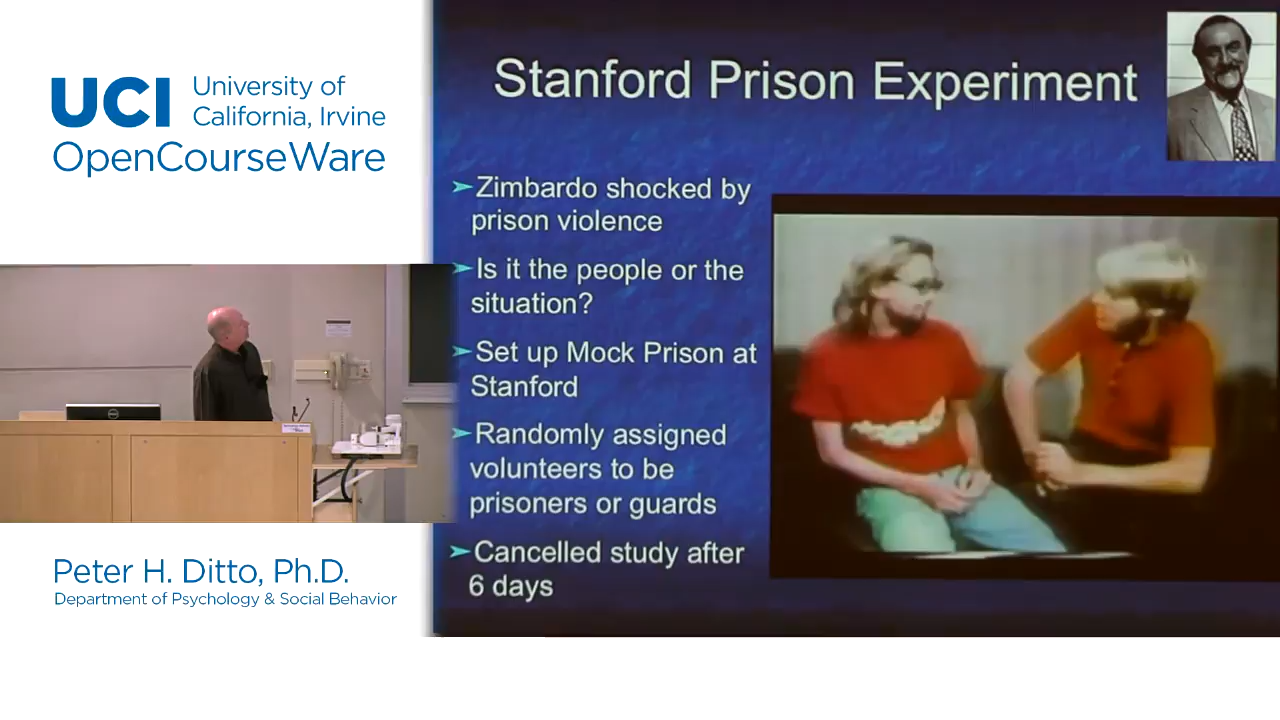 UCI University of
California, Irvine
OpenCourseWare
Stanford Prison Experiment
➢Zimbardo shocked by
prison violence
➢Is it the people or the
situation?
➢Set up Mock Prison at
Stanford
➢Randomly assigned
volunteers to be
prisoners or guards
➢Cancelled study after
6 days
DELL
Peter H. Ditto, Ph.D.
Department of Psychology & Social Behavior